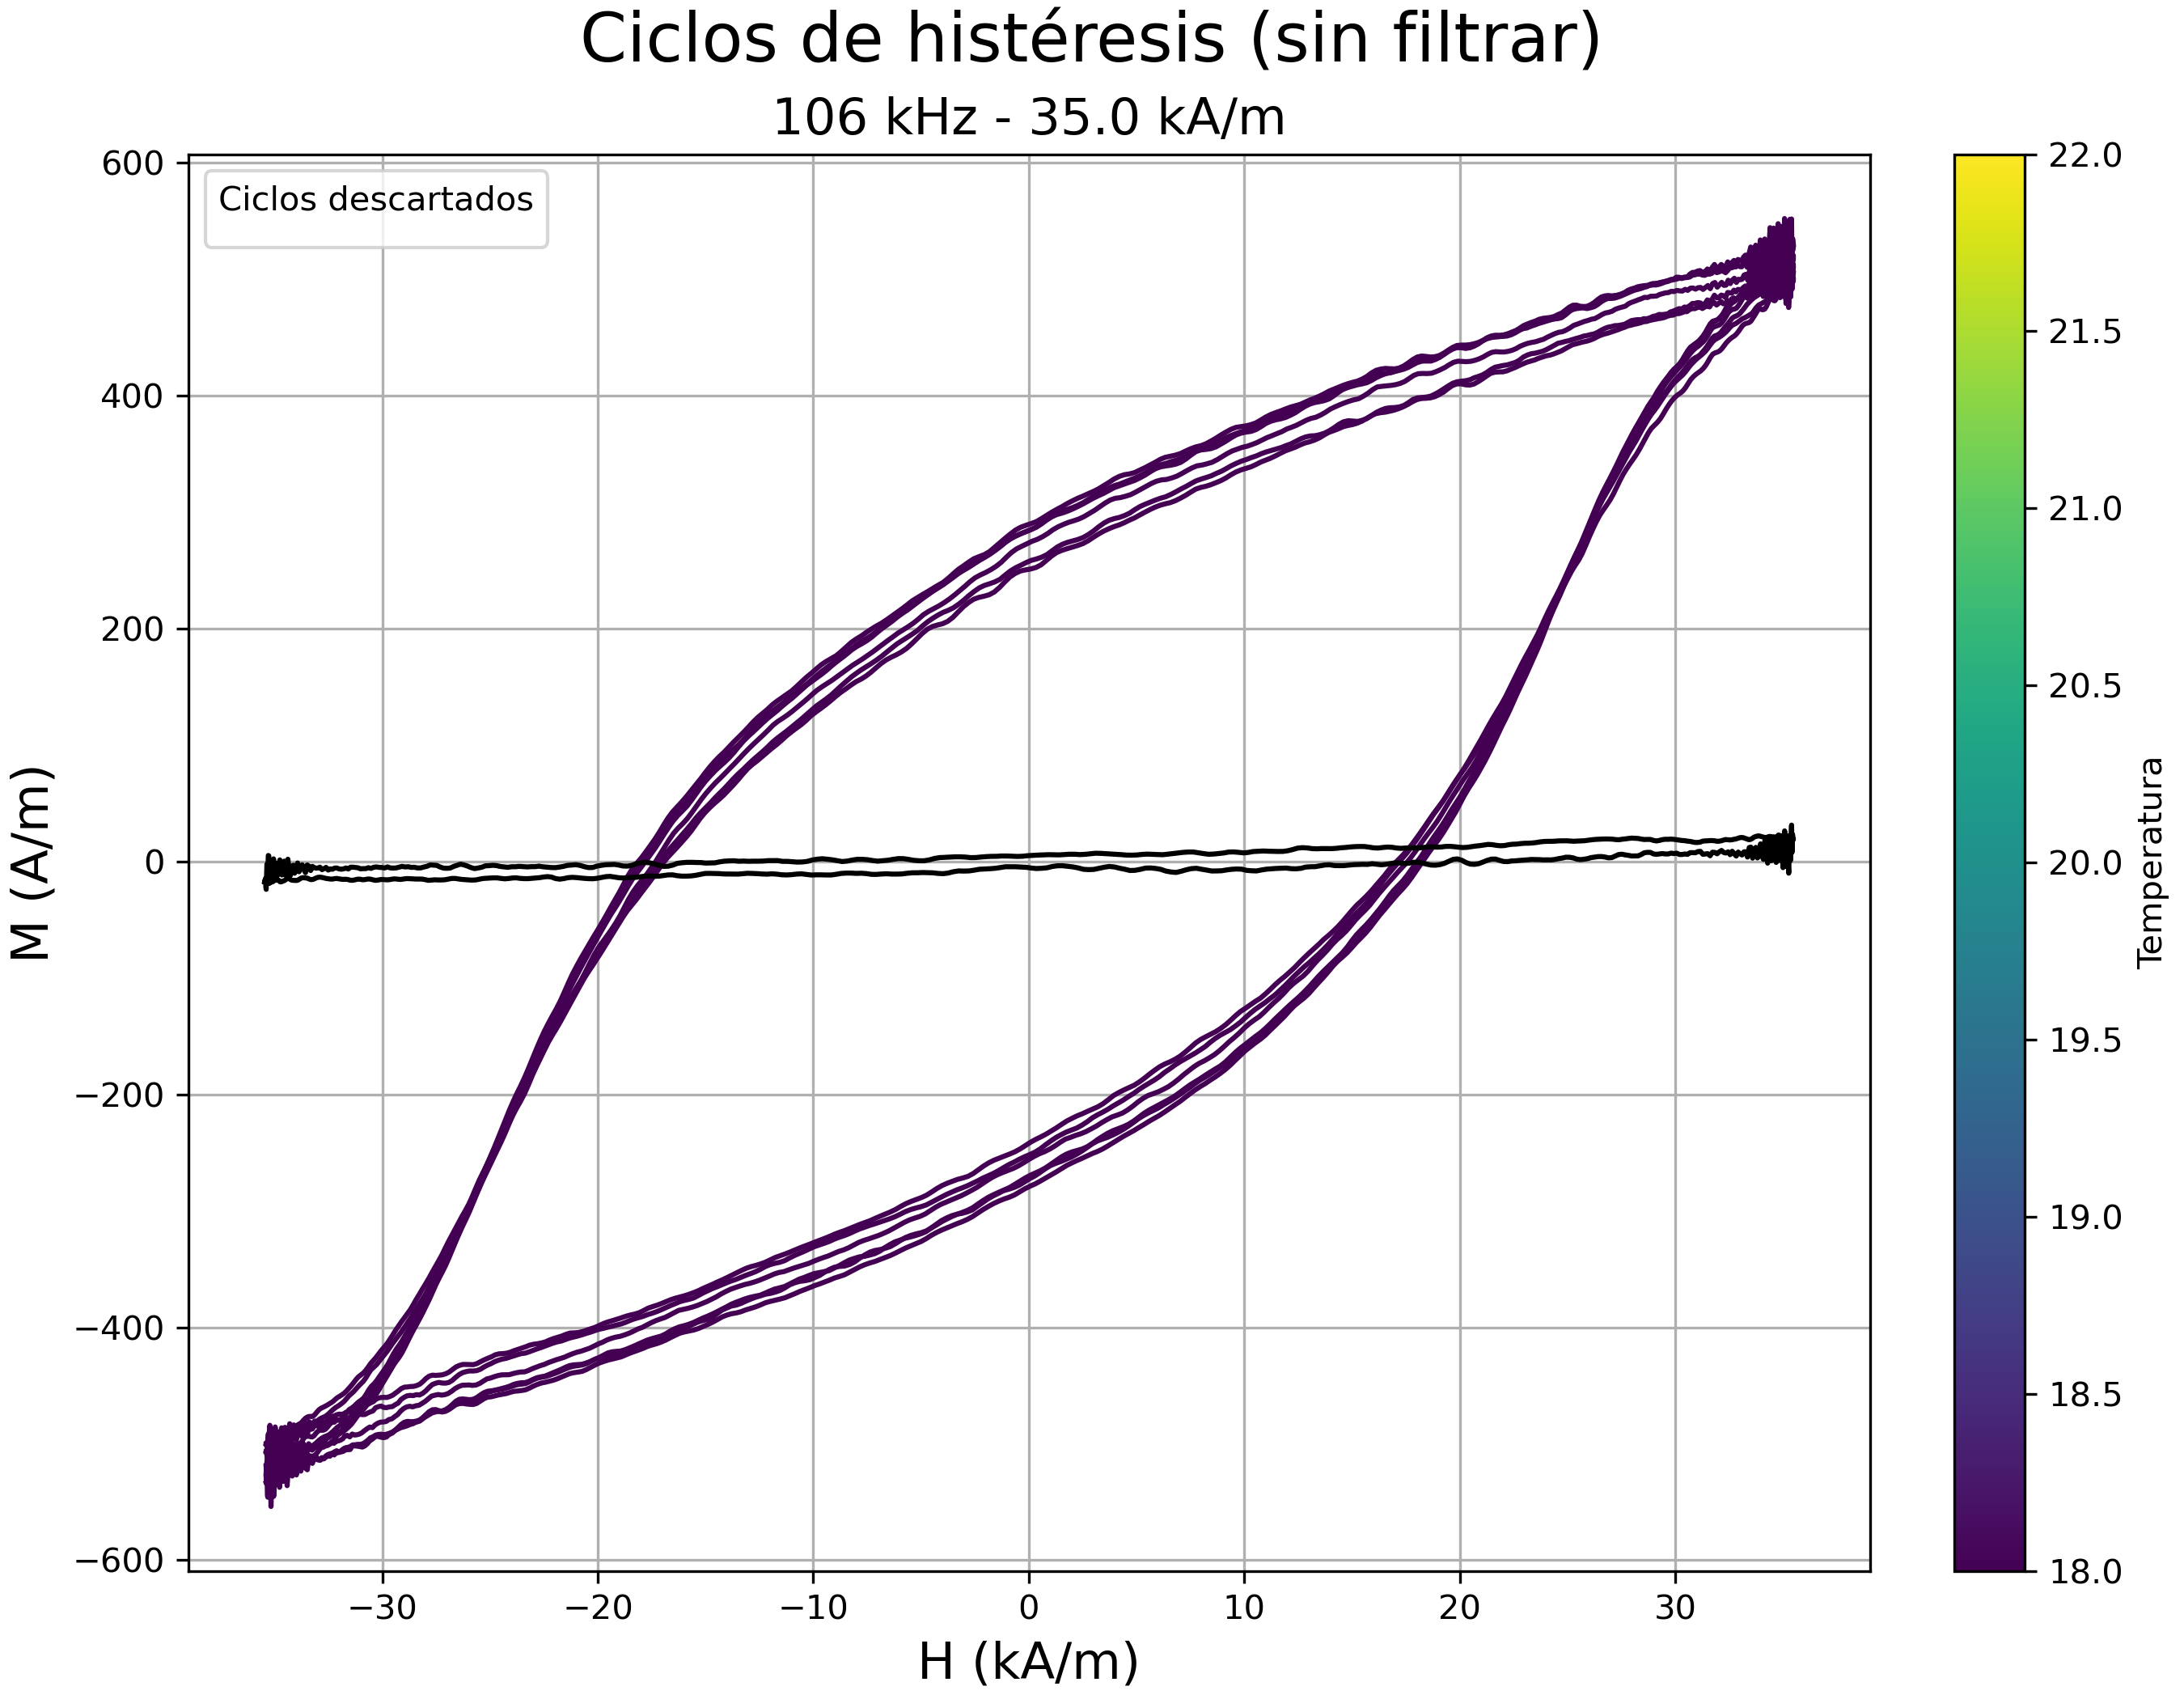 Ciclos de histéresis (sin filtrar)
106 kHz - 35.0 kA/m
Ciclos descartados
M (A/m)
600
400
200
0
−200
−400
−600
−30 −20 −10 0 10 20 30
H (kA/m)
22.0
21.5
21.0
20.5
20.0
19.5
19.0
18.5
18.0
Temperatura